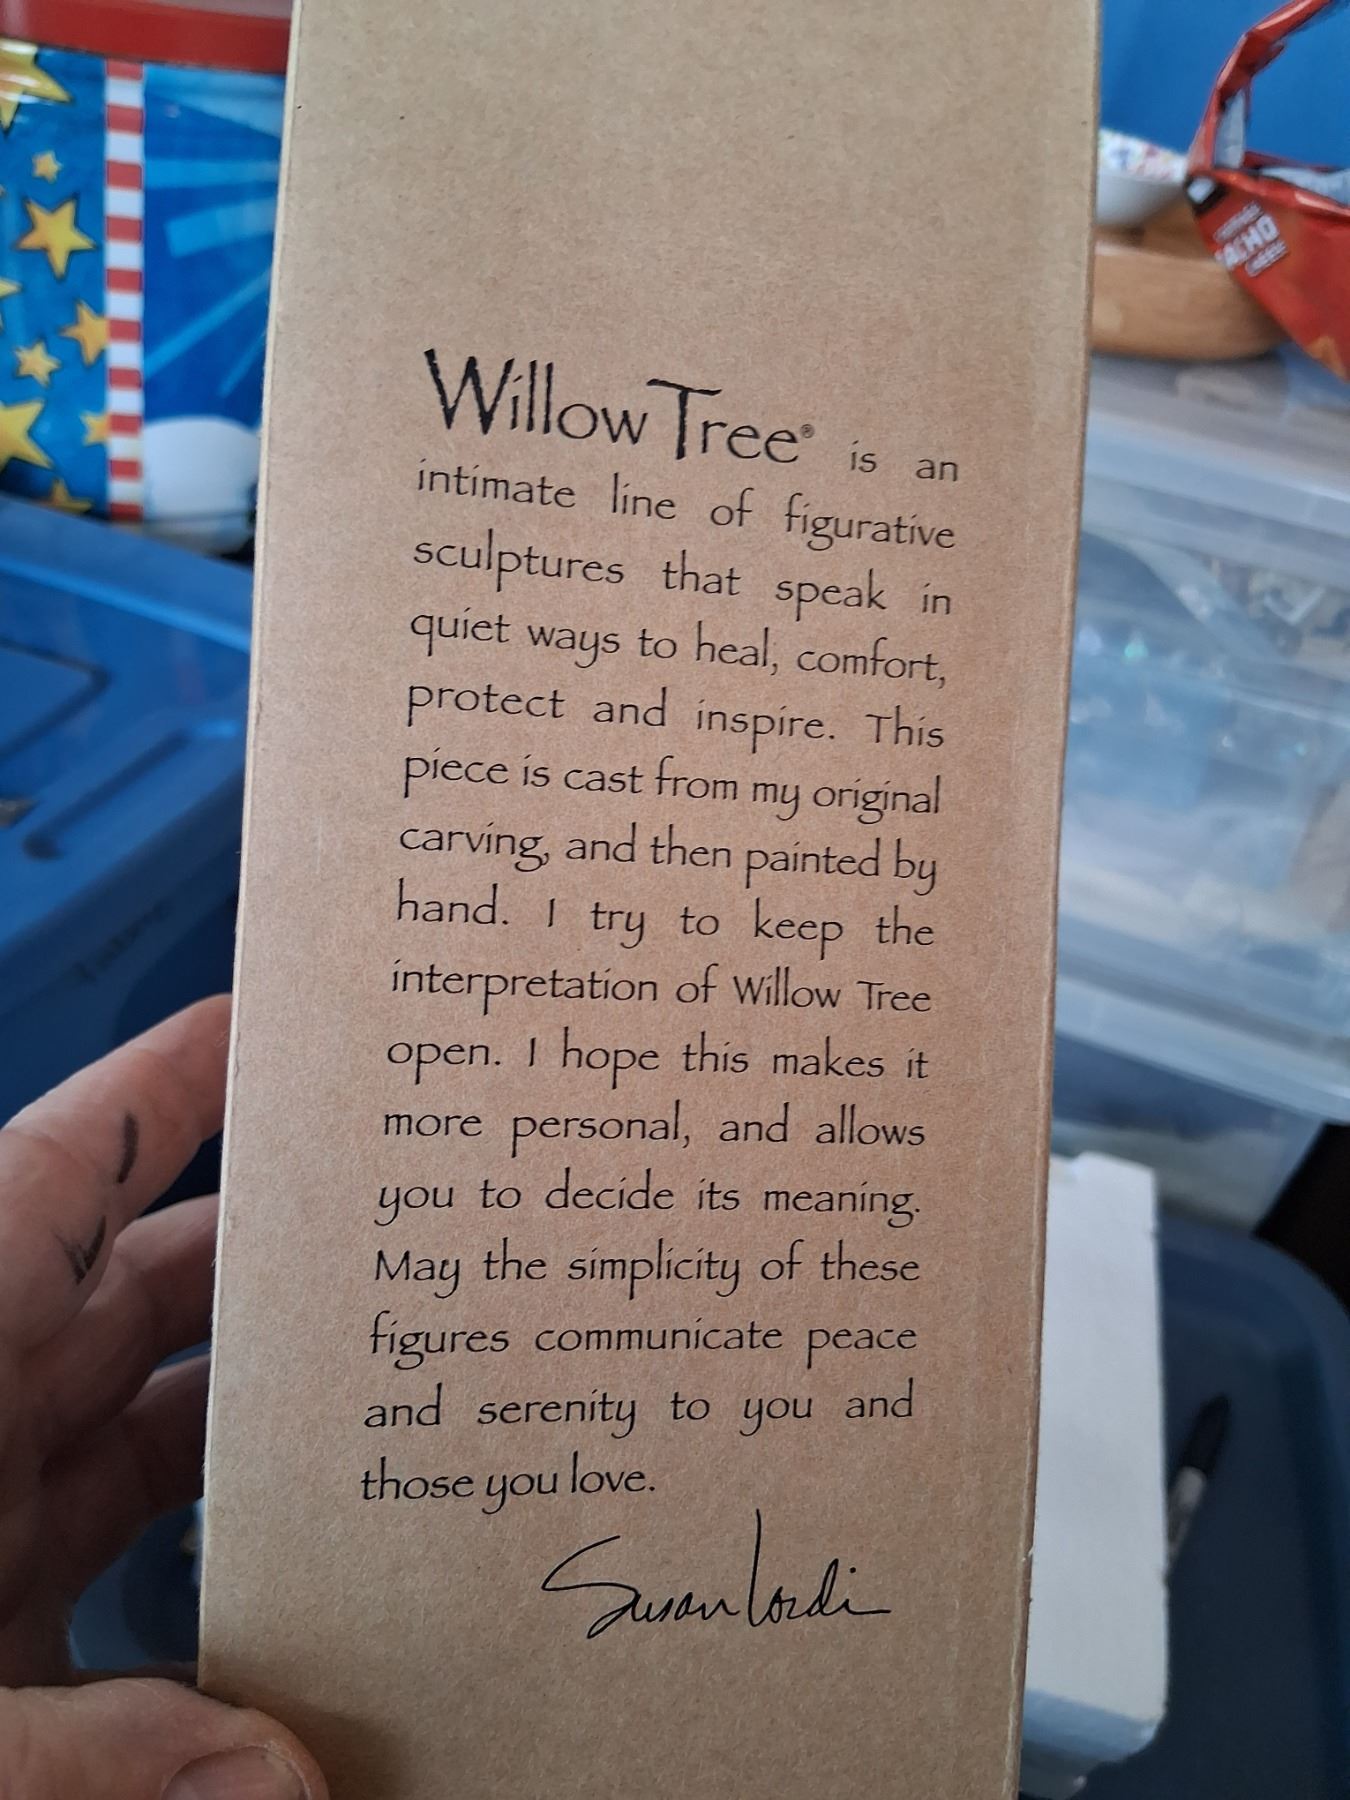 Willow Tree® is an
intimate line of figurative
sculptures that speak in
quiet ways to heal, comfort,
protect and inspire. This
piece is cast from my original
carving, and then painted by
hand. I try to keep the
interpretation of Willow Tree
open. I hope this makes it
more personal, and allows
you to decide its meaning.
May the simplicity of these
figures communicate peace
and serenity to you and
those you love.
Susan Lordi
NACHO
CHEESE